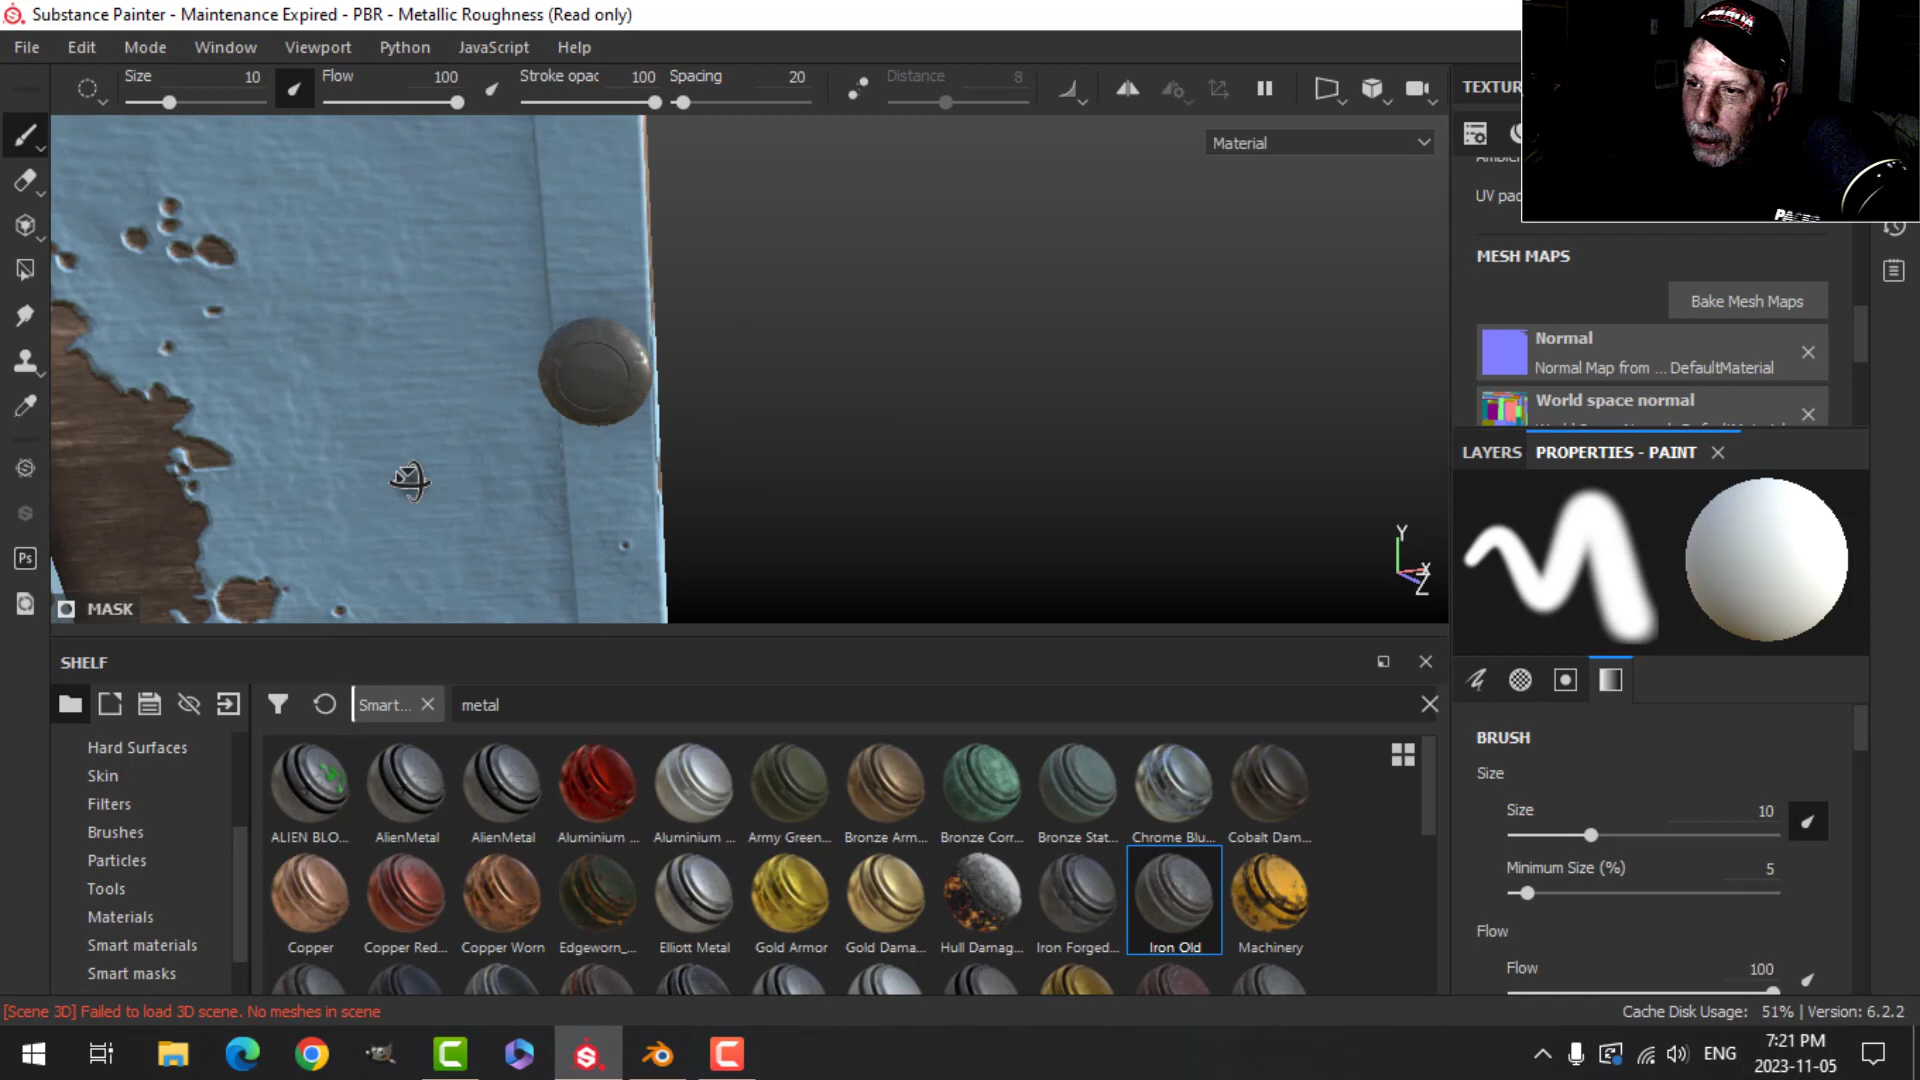 Substance Painter - Maintenance Expired - PBR - Metallic Roughness (Read only)
File Edit Mode Window Viewport Python JavaScript Help
Size 10 Flow 100 Stroke opac 100 Spacing 20 Distance 8
Material
MASK
Y
X
Z
TEXTUR
UV pac
MESH MAPS
Bake Mesh Maps
Normal
Normal Map from ... DefaultMaterial
World space normal
LAYERS PROPERTIES - PAINT
BRUSH
Size
Size 10
Minimum Size (%) 5
Flow
Flow 100
Ps
SHELF
Smart... metal
Hard Surfaces
Skin
Filters
Brushes
Particles
Tools
Materials
Smart materials
Smart masks
ALIEN BLO... AlienMetal AlienMetal Aluminium ... Aluminium ... Army Green... Bronze Arm... Bronze Corr... Bronze Stat... Chrome Blu... Cobalt Dam...
Copper Copper Red... Copper Worn Edgeworn_... Elliott Metal Gold Armor Gold Dama... Hull Damag... Iron Forged... Iron Old Machinery
[Scene 3D] Failed to load 3D scene. No meshes in scene
Cache Disk Usage: 51% | Version: 6.2.2
ENG
7:21 PM
2023-11-05